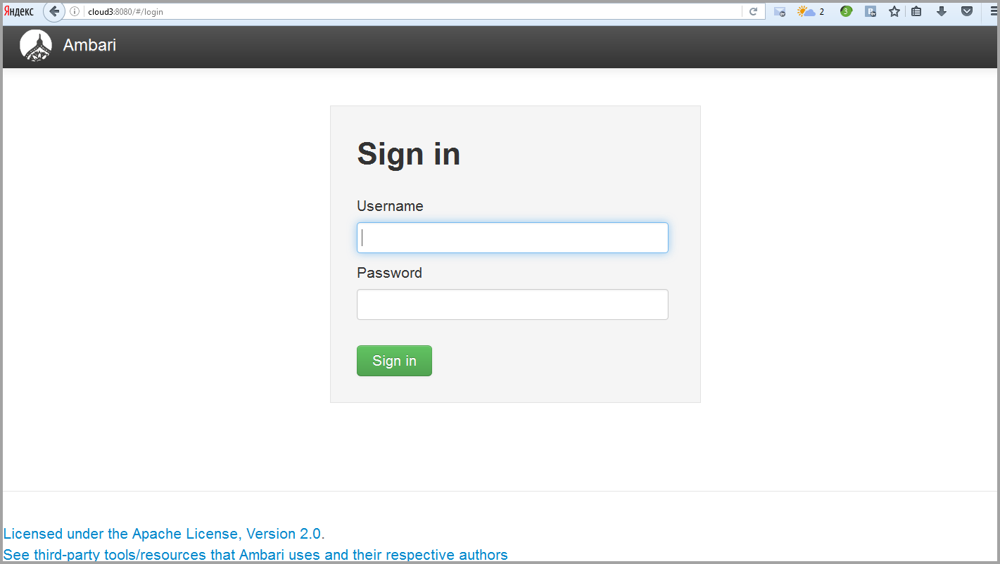 Яндекс
cloud3:8080/#/login
2
3
Ambari
Sign in
Username
Password
Sign in
Licensed under the Apache License, Version 2.0.
See third-party tools/resources that Ambari uses and their respective authors